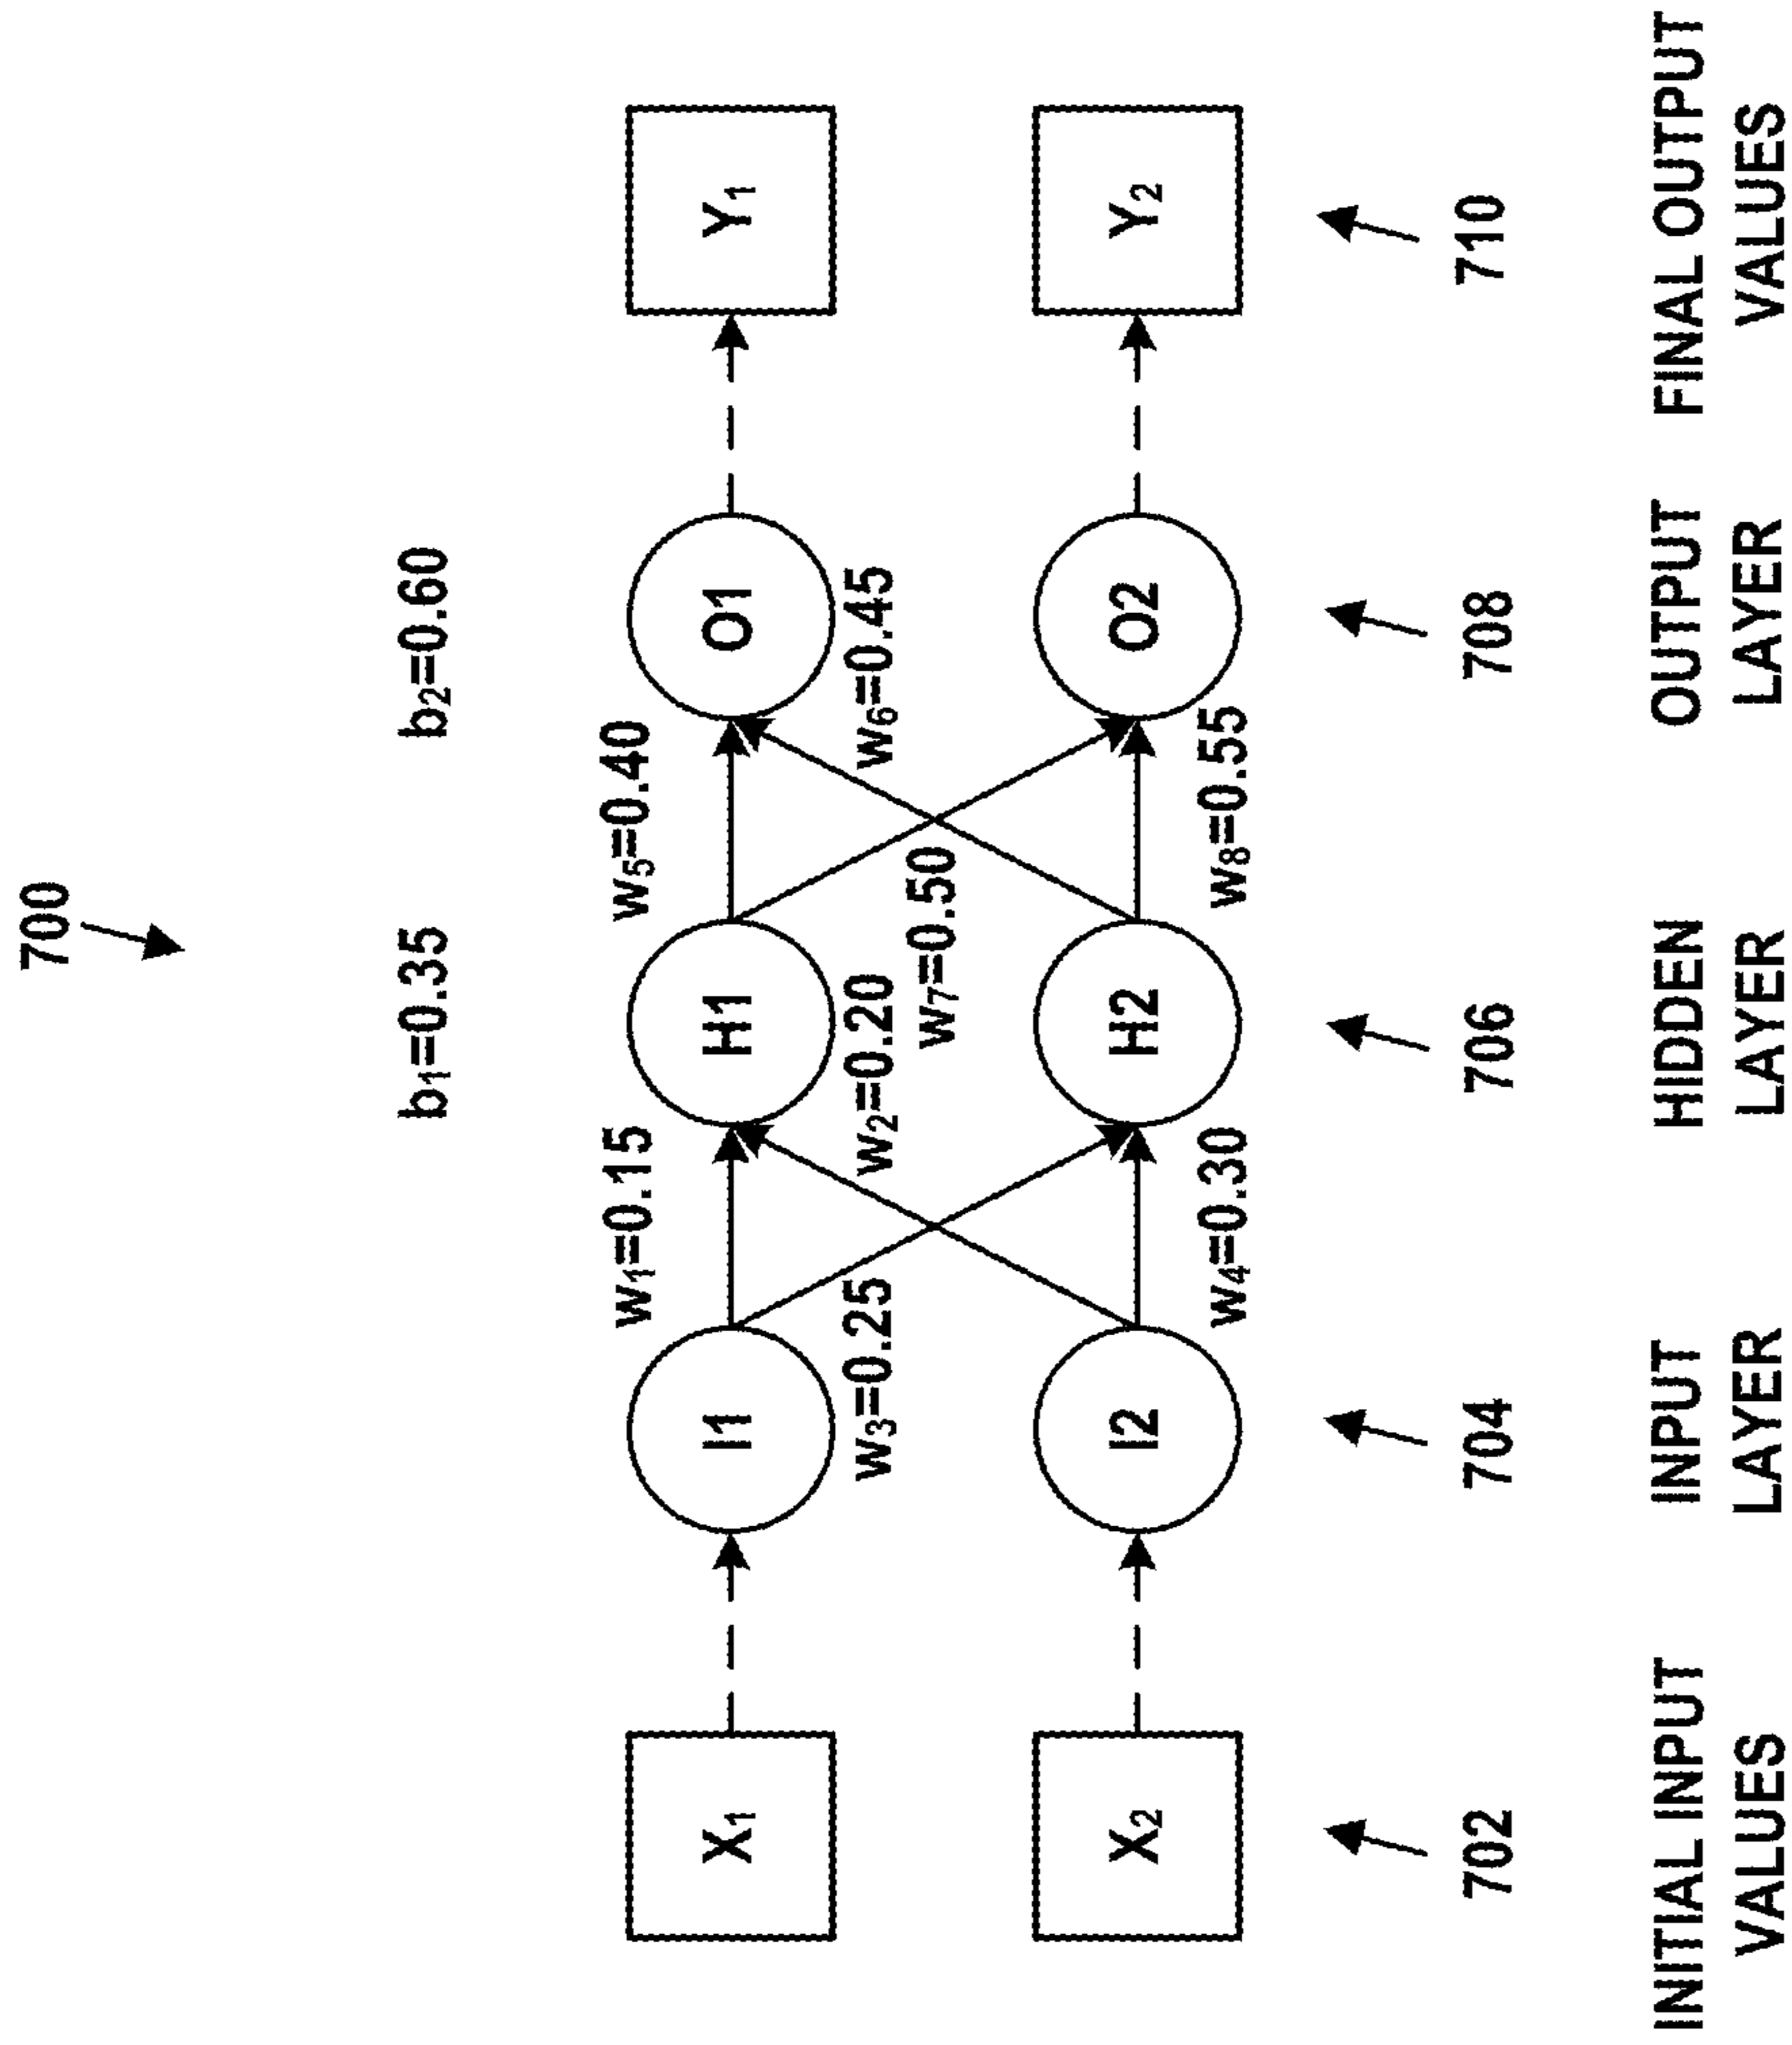 700
b₁=0.35
b₂=0.60
w₁=0.15
w₅=0.40
X₁
I1
H1
O1
Y₁
w₃=0.25
w₂=0.20
w₆=0.45
w₇=0.50
X₂
I2
H2
O2
Y₂
w₄=0.30
w₈=0.55
702
704
706
708
710
INITIAL INPUT
VALUES
INPUT
LAYER
HIDDEN
LAYER
OUTPUT
LAYER
FINAL OUTPUT
VALUES